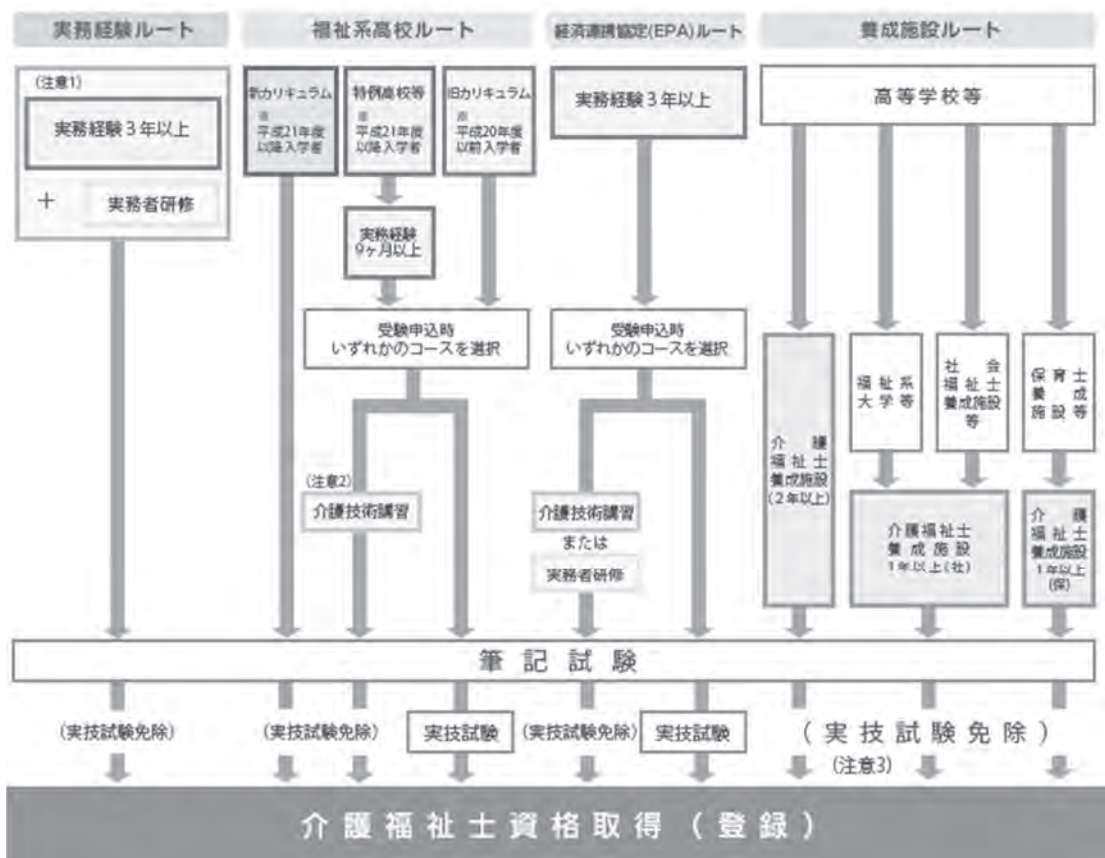 実務経験ルート
福祉系高校ルート
経済連携協定(EPA)ルート
養成施設ルート
(注意1)
実務経験3年以上
+
実務者研修
新カリキュラム
※
平成21年度
以降入学者
特例高校等
※
平成21年度
以降入学者
旧カリキュラム
※
平成20年度
以前入学者
実務経験
9ヶ月以上
受験申込時
いずれかのコースを選択
(注意2)
介護技術講習
実務経験3年以上
受験申込時
いずれかのコースを選択
介護技術講習
または
実務者研修
高等学校等
介護
福祉士
養成施設
(2年以上)
福祉系
大学等
社会
福祉士
養成施設
等
保育士
養成
施設等
介護福祉士
養成施設
1年以上(社)
介護
福祉士
養成施設
1年以上
(保)
筆記試験
(実技試験免除)
(実技試験免除)
実技試験
(実技試験免除)
実技試験
(実技試験免除)
(注意3)
介護福祉士資格取得(登録)